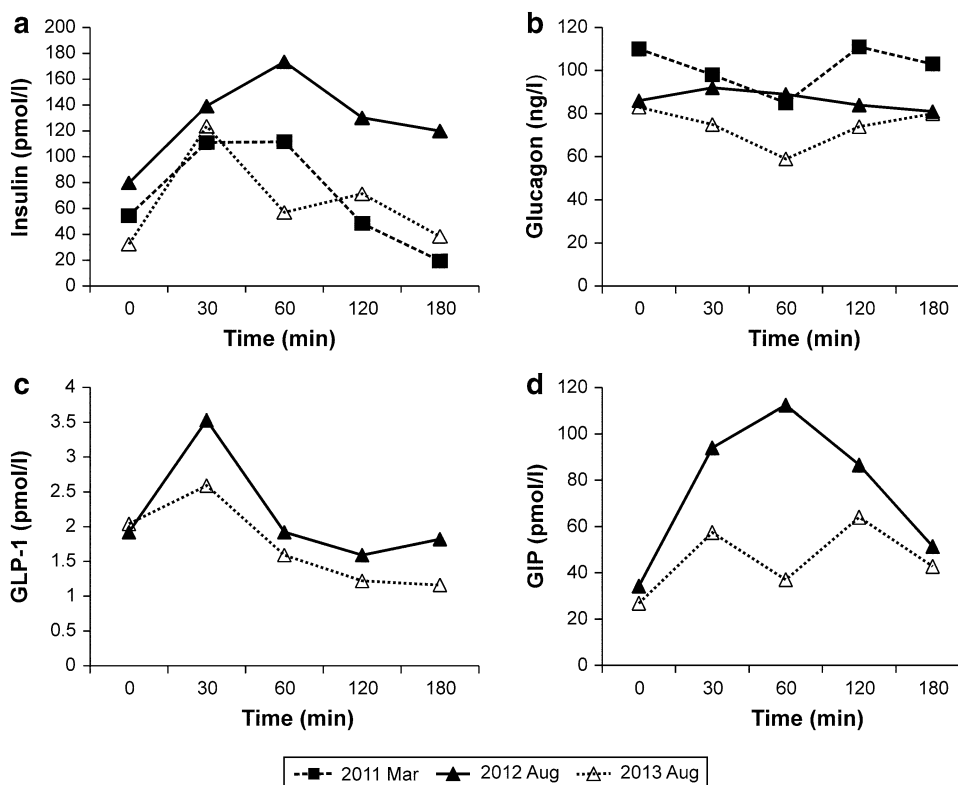 a
Insulin (pmol/l)
200
180
160
140
120
100
80
60
40
20
0
0 30 60 120 180
Time (min)
b
Glucagon (ng/l)
120
100
80
60
40
20
0
0 30 60 120 180
Time (min)
c
GLP-1 (pmol/l)
4
3.5
3
2.5
2
1.5
1
0.5
0
0 30 60 120 180
Time (min)
d
GIP (pmol/l)
120
100
80
60
40
20
0
0 30 60 120 180
Time (min)
2011 Mar 2012 Aug 2013 Aug